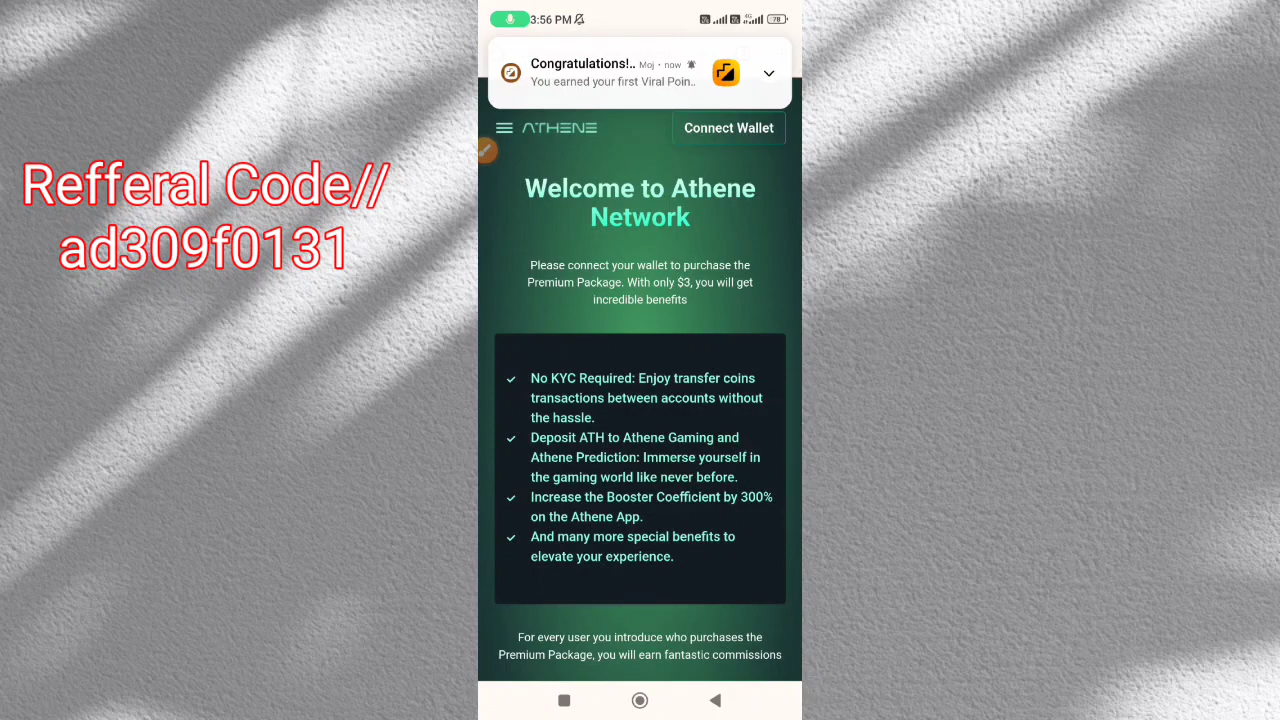 Refferal Code//
ad309f0131
3:56 PM
4G
78
Congratulations!.. Moj • now
You earned your first Viral Poin..
ATHENE
Connect Wallet
Welcome to Athene
Network
Please connect your wallet to purchase the
Premium Package. With only $3, you will get
incredible benefits
No KYC Required: Enjoy transfer coins
transactions between accounts without
the hassle.
Deposit ATH to Athene Gaming and
Athene Prediction: Immerse yourself in
the gaming world like never before.
Increase the Booster Coefficient by 300%
on the Athene App.
And many more special benefits to
elevate your experience.
For every user you introduce who purchases the
Premium Package, you will earn fantastic commissions